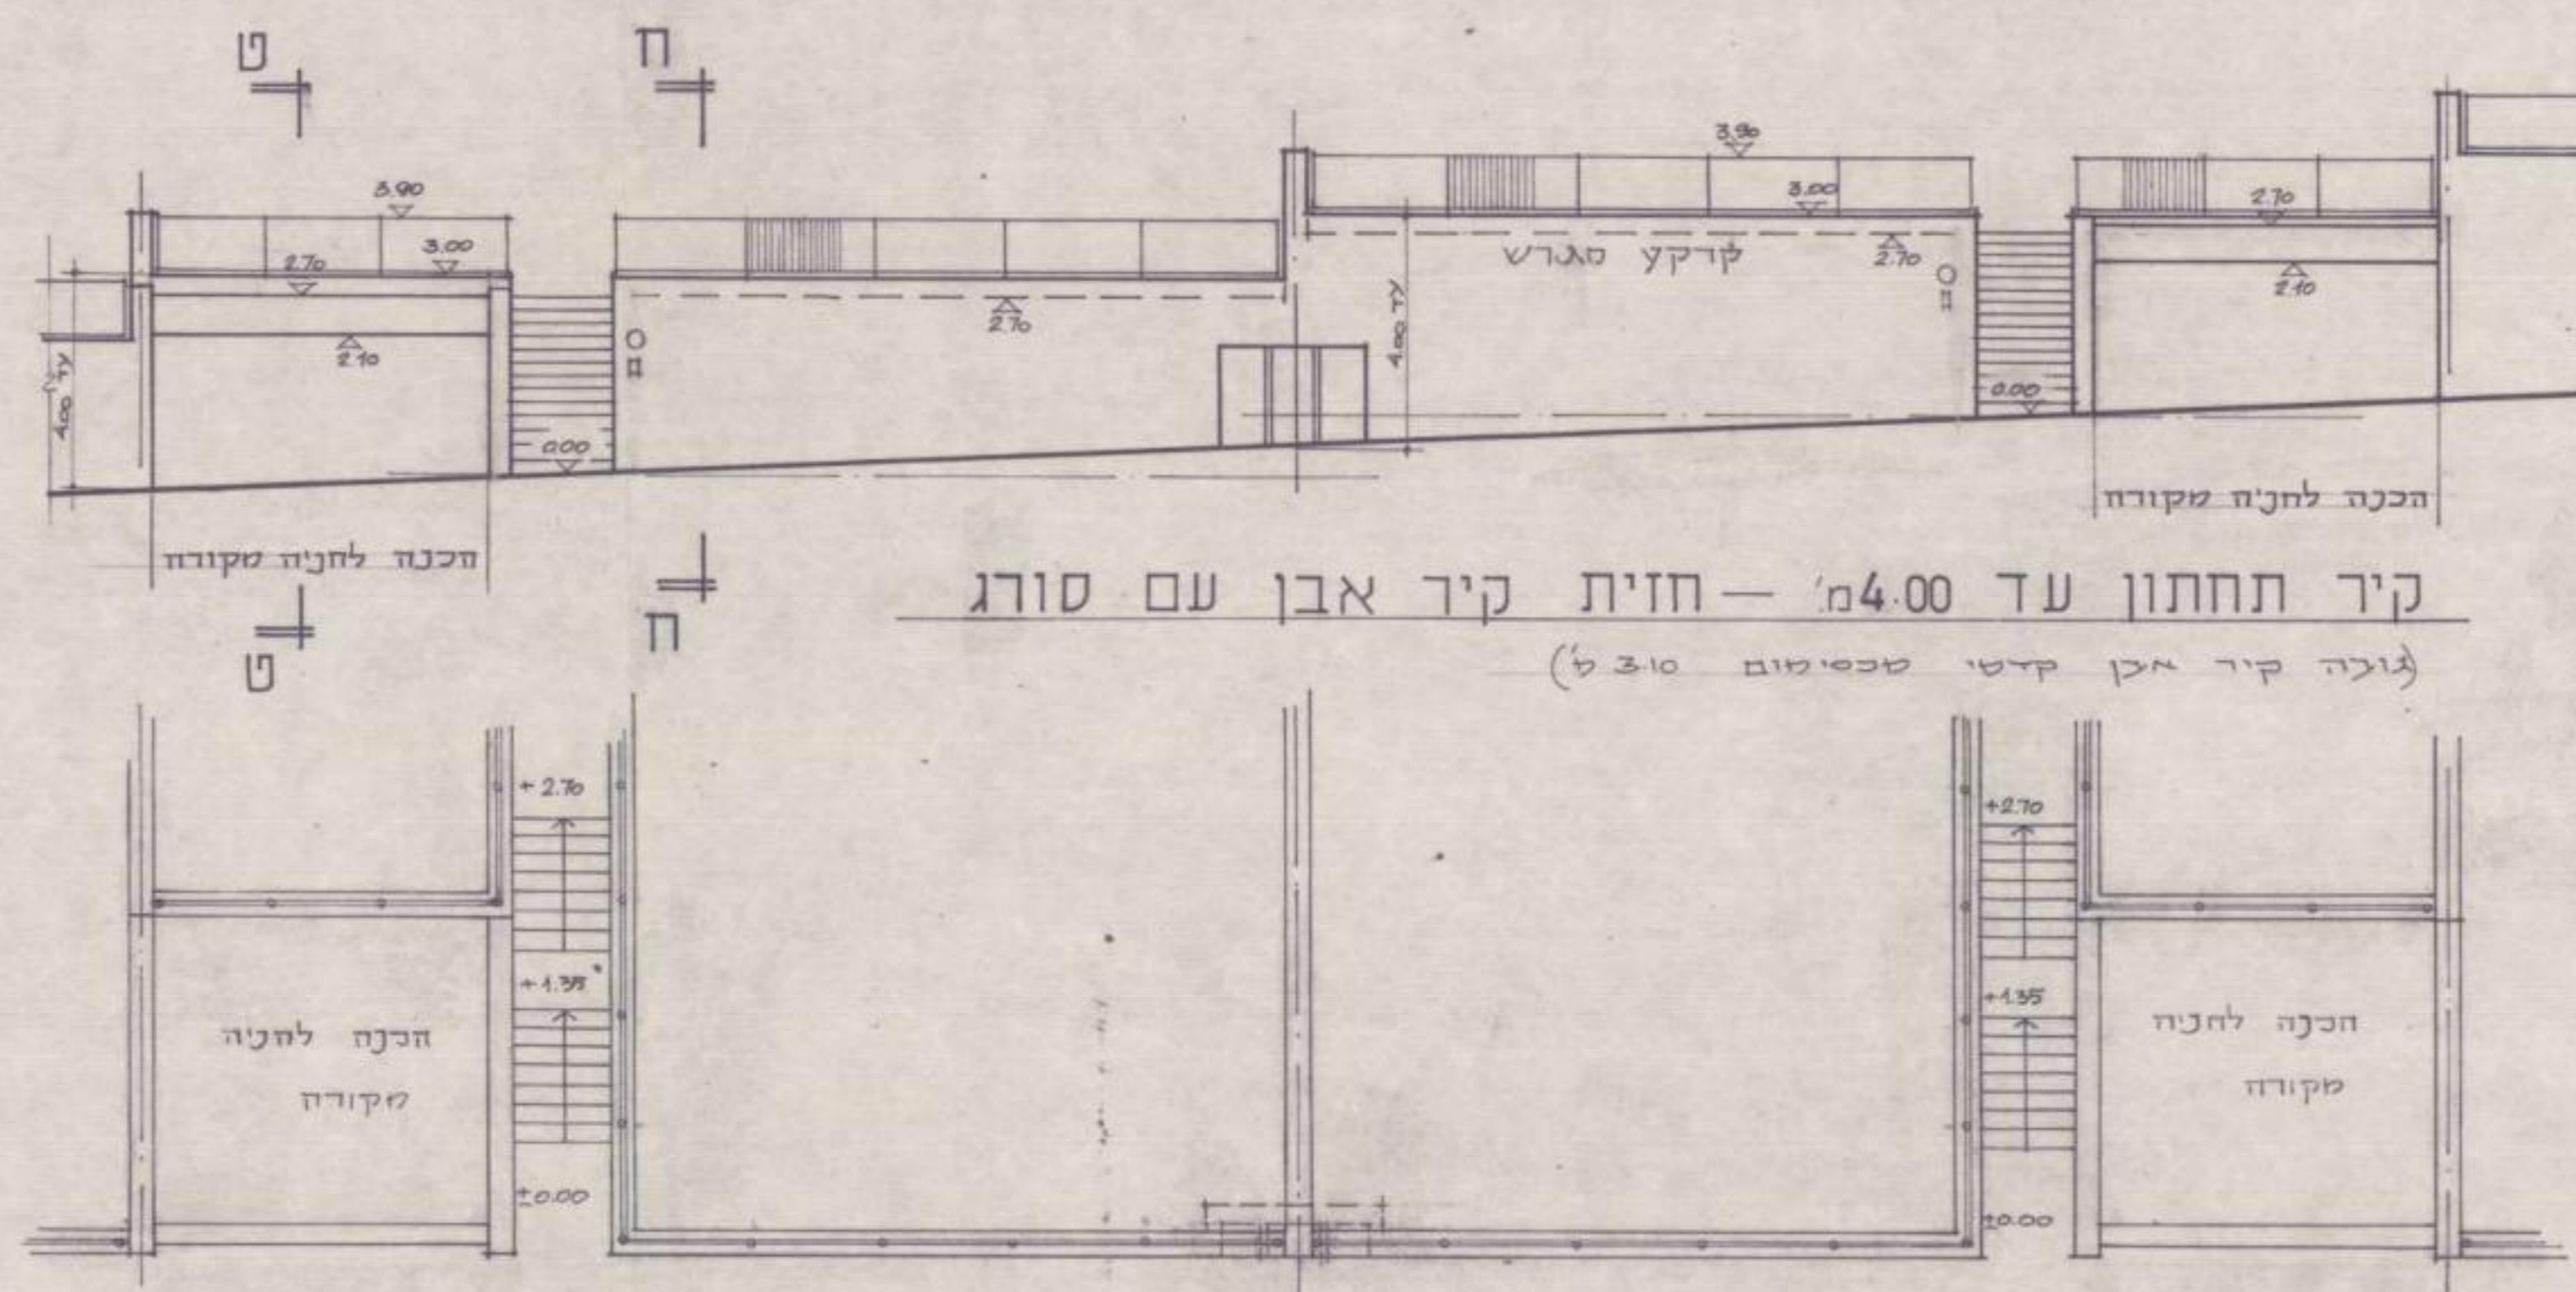 ט
ח
3.90
3.00
2.70
2.10
עד 4.00
0.00
2.70
3.90
3.00
קרקע מגרש
2.70
עד 4.00
0.00
2.70
2.10
הכנה לחניה מקורה
הכנה לחניה מקורה
ט
ח
קיר תחתון עד 4.00מ' — חזית קיר אבן עם סורג
(גובה קיר אבן קדמי מכסימום 3.10 מ')
+2.70
+1.35
±0.00
הכנה לחניה
מקורה
+2.70
+1.35
±0.00
הכנה לחניה
מקורה